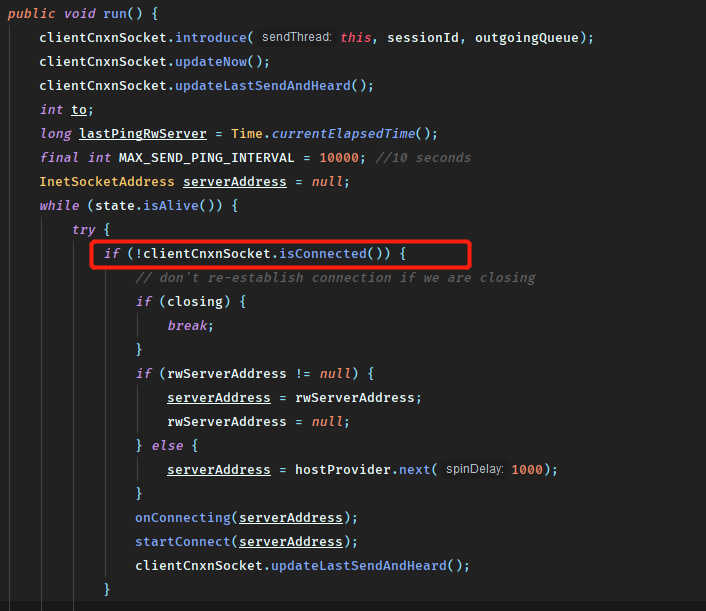 public void run() {
    clientCnxnSocket.introduce( sendThread: this, sessionId, outgoingQueue);
    clientCnxnSocket.updateNow();
    clientCnxnSocket.updateLastSendAndHeard();
    int to;
    long lastPingRwServer = Time.currentElapsedTime();
    final int MAX_SEND_PING_INTERVAL = 10000; //10 seconds
    InetSocketAddress serverAddress = null;
    while (state.isAlive()) {
        try {
            if (!clientCnxnSocket.isConnected()) {
                // don't re-establish connection if we are closing
                if (closing) {
                    break;
                }
                if (rwServerAddress != null) {
                    serverAddress = rwServerAddress;
                    rwServerAddress = null;
                } else {
                    serverAddress = hostProvider.next( spinDelay: 1000);
                }
                onConnecting(serverAddress);
                startConnect(serverAddress);
                clientCnxnSocket.updateLastSendAndHeard();
            }